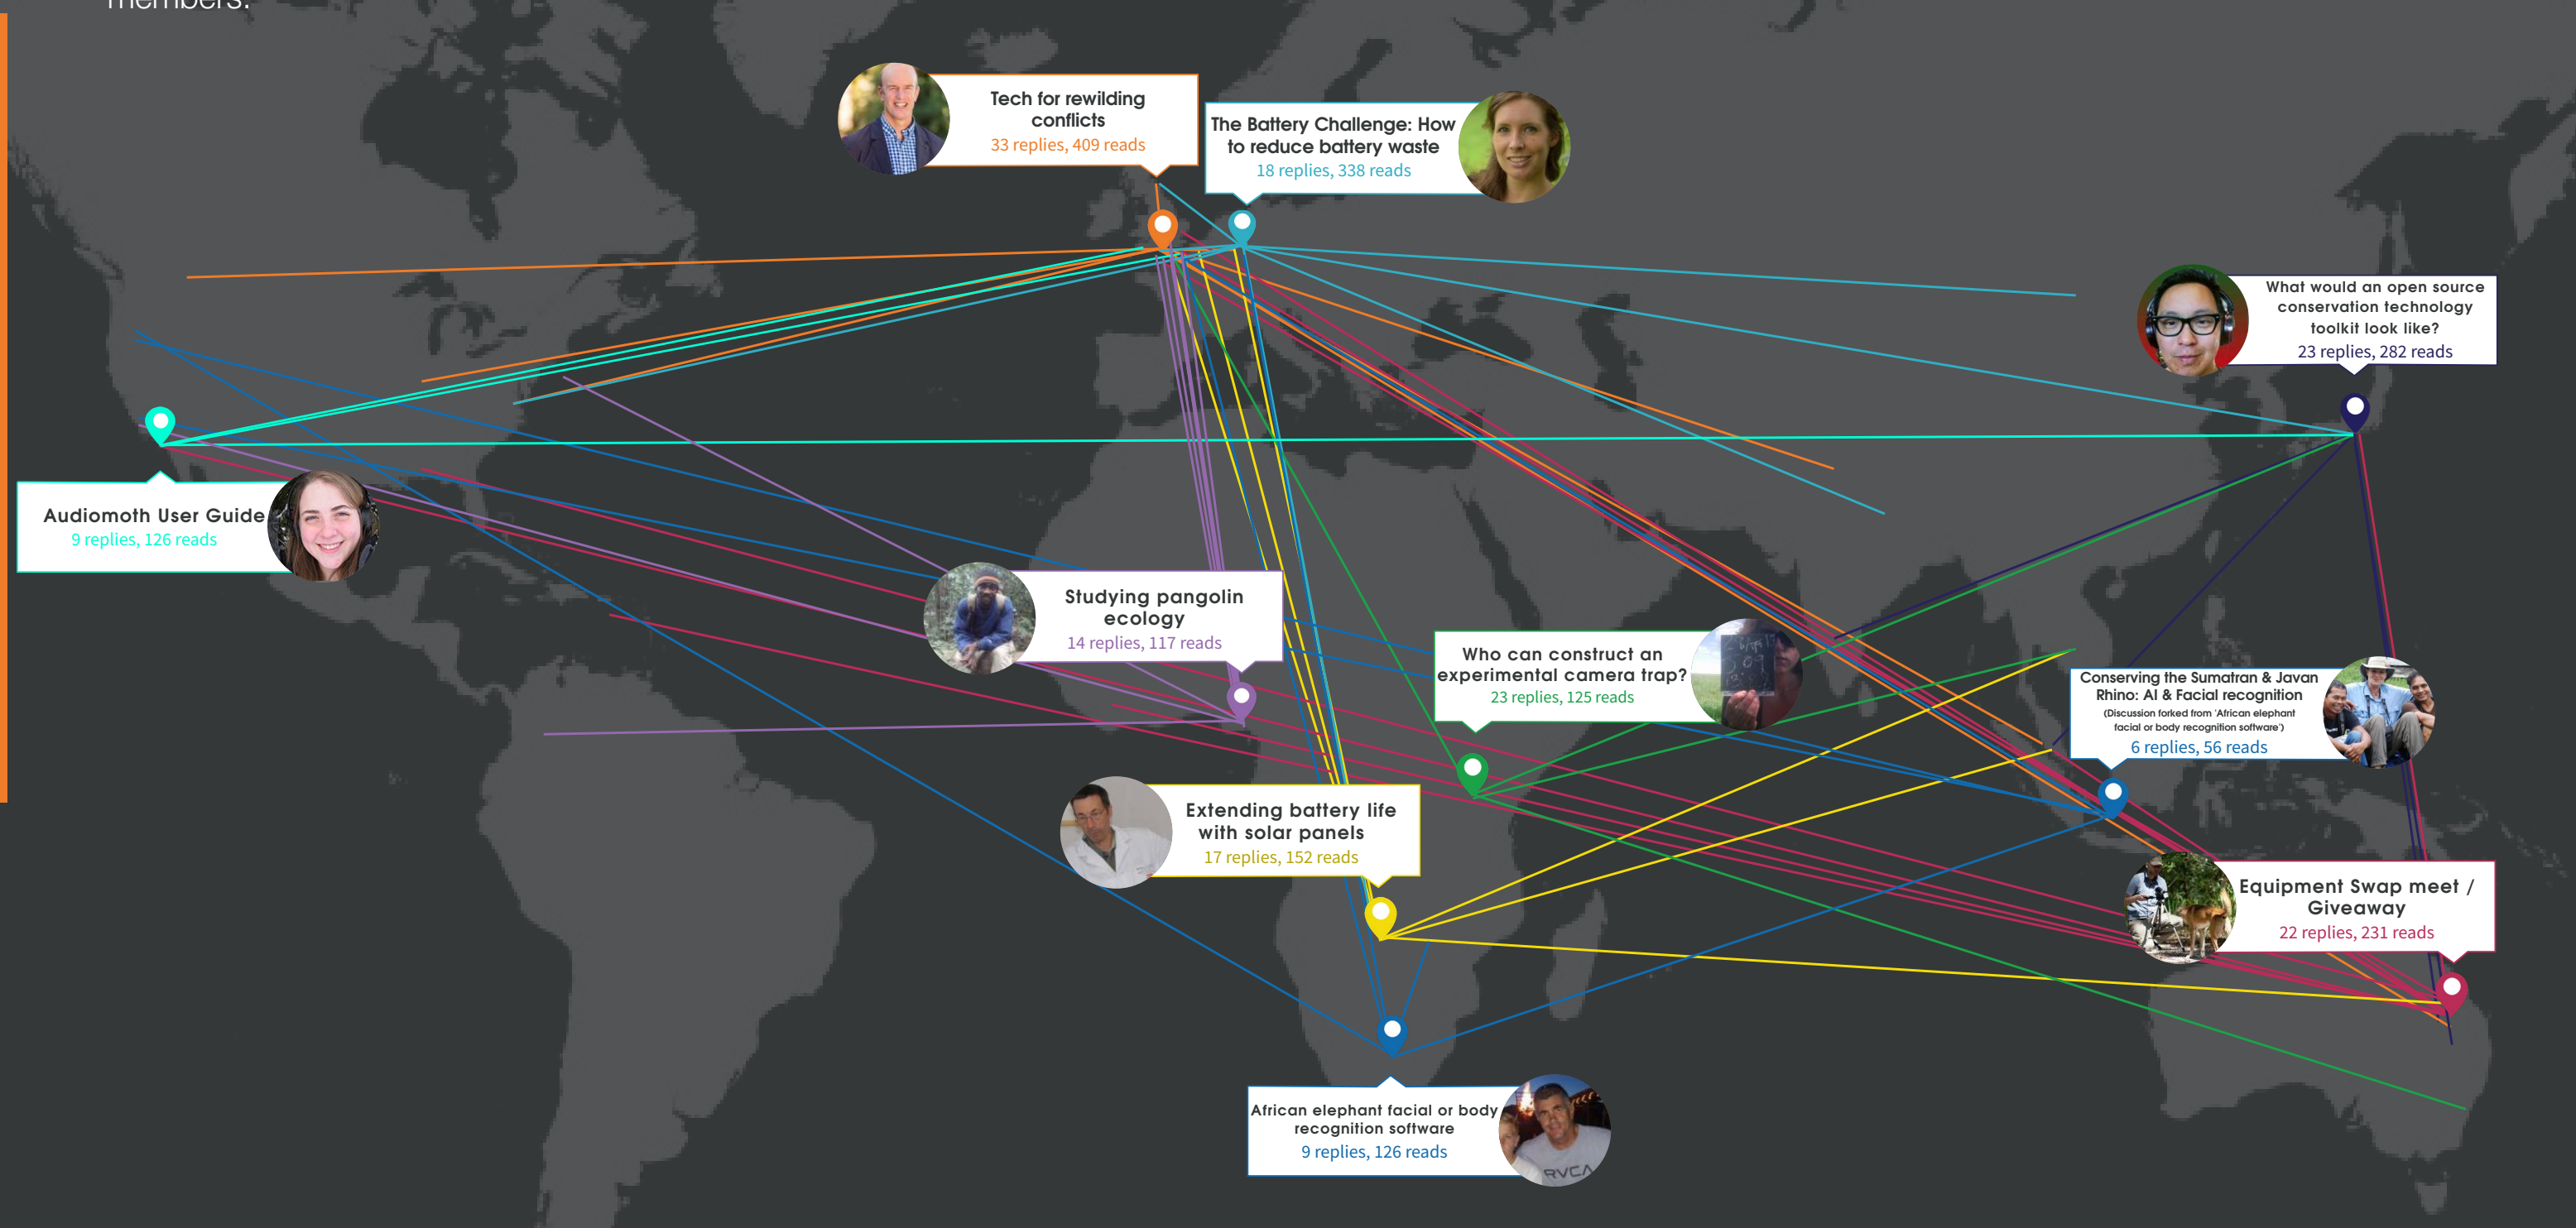 members.
Tech for rewilding
conflicts
33 replies, 409 reads
The Battery Challenge: How
to reduce battery waste
18 replies, 338 reads
What would an open source
conservation technology
toolkit look like?
23 replies, 282 reads
Audiomoth User Guide
9 replies, 126 reads
Studying pangolin
ecology
14 replies, 117 reads
Who can construct an
experimental camera trap?
23 replies, 125 reads
Conserving the Sumatran & Javan
Rhino: AI & Facial recognition
(Discussion forked from 'African elephant
facial or body recognition software')
6 replies, 56 reads
Extending battery life
with solar panels
17 replies, 152 reads
Equipment Swap meet /
Giveaway
22 replies, 231 reads
African elephant facial or body
recognition software
9 replies, 126 reads
RVCA